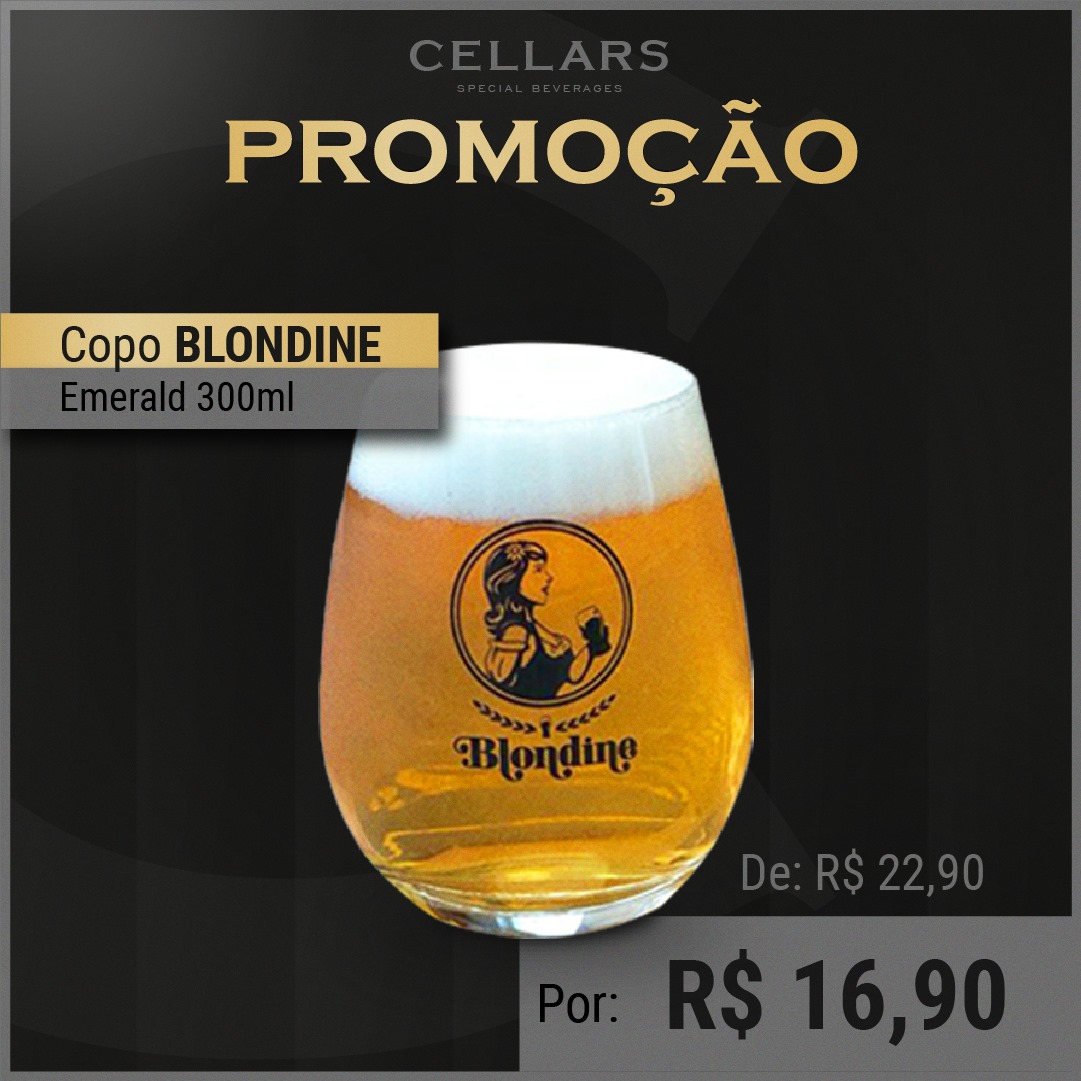 CELLARS
SPECIAL BEVERAGES
PROMOÇÃO
Copo BLONDINE
Emerald 300ml
Blondine
De: R$ 22,90
Por: R$ 16,90